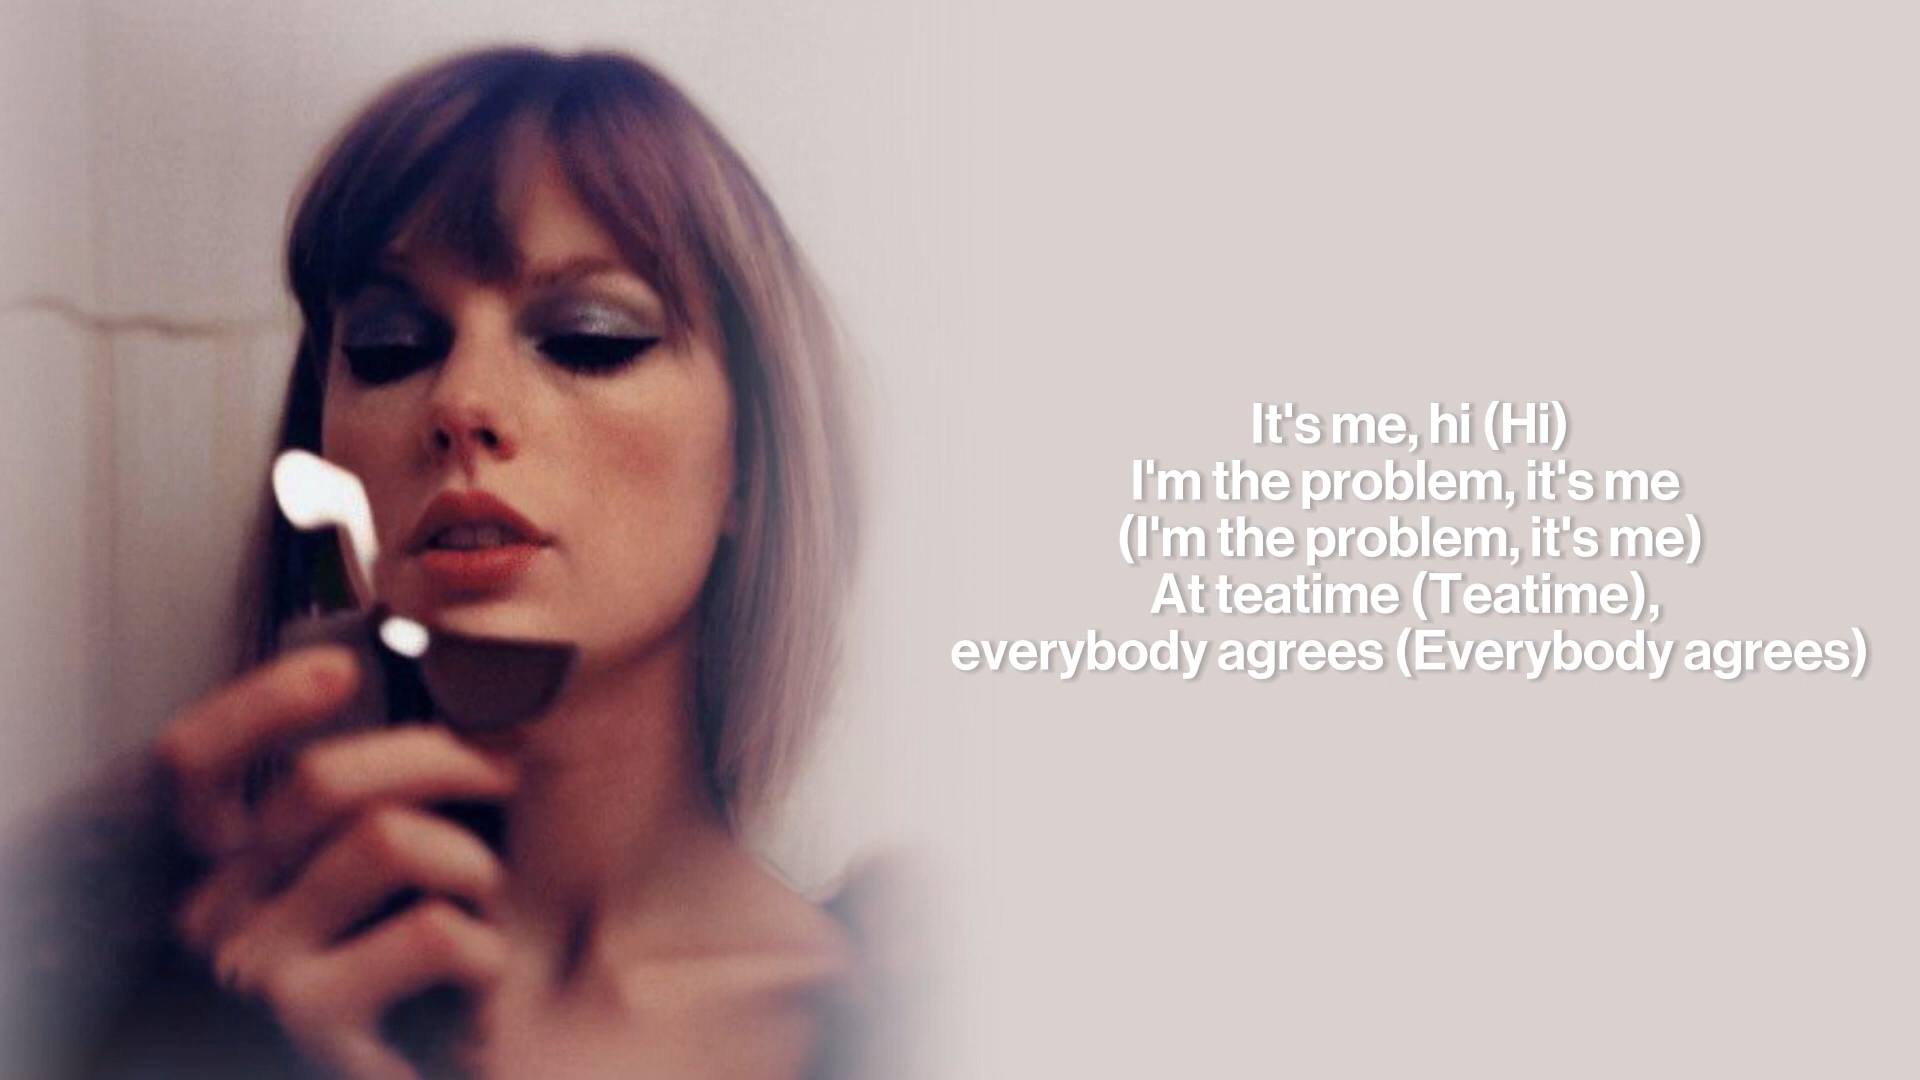 It's me, hi (Hi)
I'm the problem, it's me
(I'm the problem, it's me)
At teatime (Teatime),
everybody agrees (Everybody agrees)